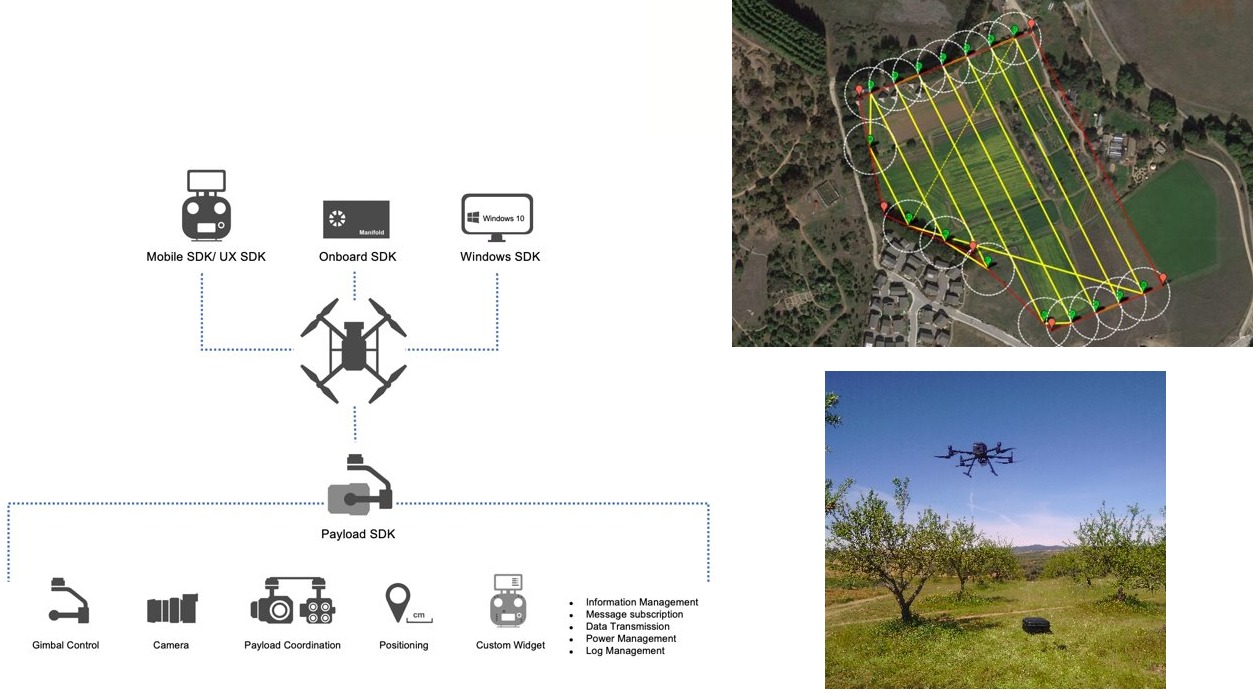 Windows 10
Manifold
Mobile SDK/ UX SDK
Onboard SDK
Windows SDK
Payload SDK
cm
Gimbal Control
Camera
Payload Coordination
Positioning
Custom Widget
Information Management
Message subscription
Data Transmission
Power Management
Log Management